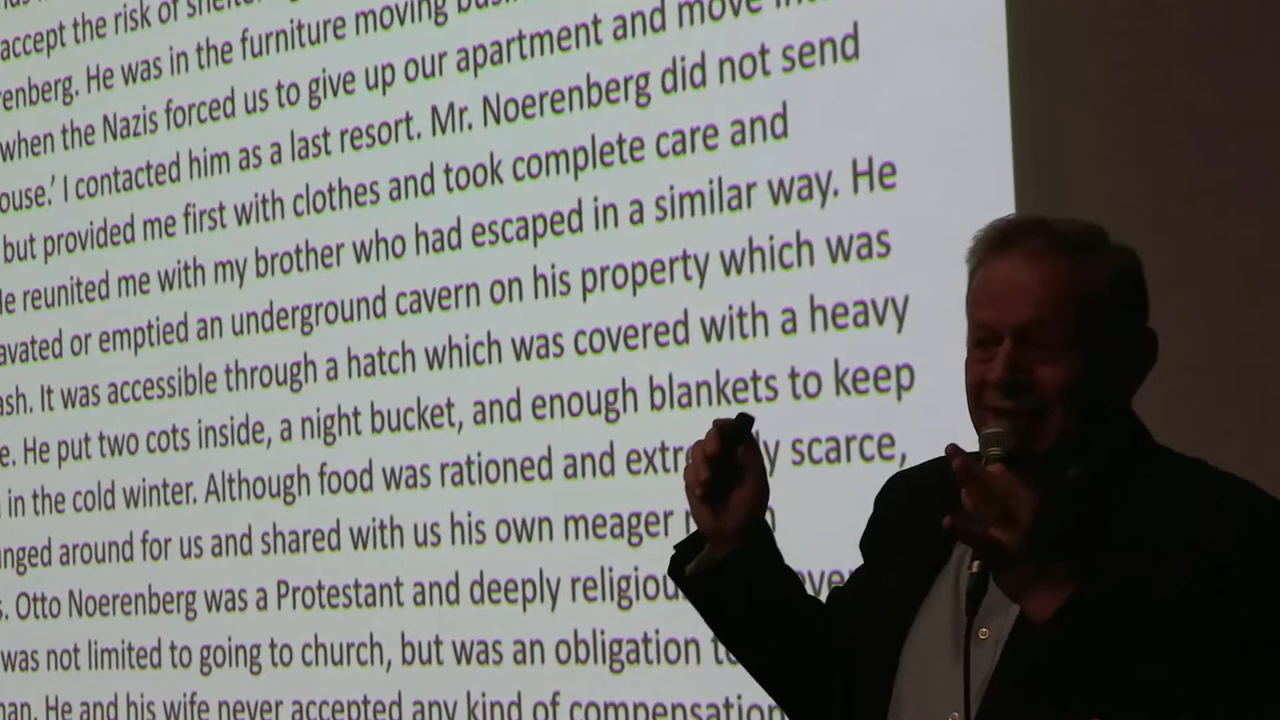 accept the risk of
enberg. He was in the furniture moving
when the Nazis forced us to give up our apartment and move
ouse.' I contacted him as a last resort. Mr. Noerenberg did not send
but provided me first with clothes and took complete care and
He reunited me with my brother who had escaped in a similar way. He
avated or emptied an underground cavern on his property which was
ash. It was accessible through a hatch which was covered with a heavy
e. He put two cots inside, a night bucket, and enough blankets to keep
in the cold winter. Although food was rationed and extr y scarce,
nged around for us and shared with us his own meager
s. Otto Noerenberg was a Protestant and deeply religiou
was not limited to going to church, but was an obligation
man. He and his wife never accepted any kind of compensation